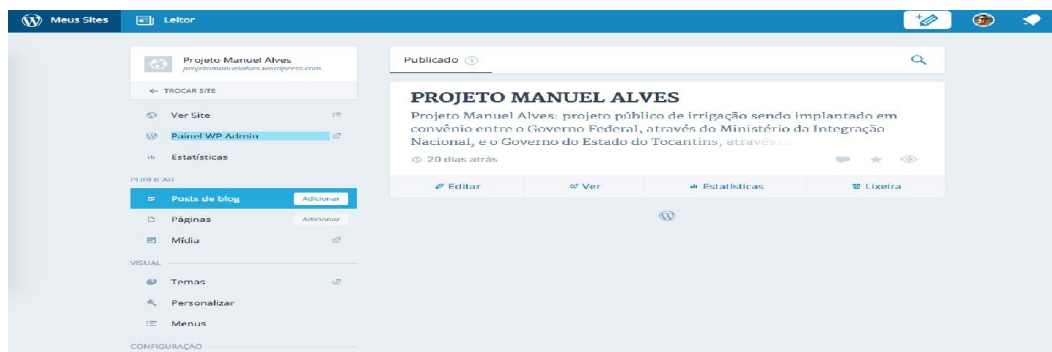 Meus Sites
Leitor
Projeto Manuel Alves
projetomanuelalves.wordpress.com
← TROCAR SITE
Ver Site
Painel WP Admin
Estatísticas
PUBLICAR
Posts de blog Adicionar
Páginas Adicionar
Mídia
VISUAL
Temas
Personalizar
Menus
CONFIGURAÇÃO
Publicado
PROJETO MANUEL ALVES
Projeto Manuel Alves: projeto público de irrigação sendo implantado em
convênio entre o Governo Federal, através do Ministério da Integração
Nacional, e o Governo do Estado do Tocantins, através d
20 dias atrás
Editar Ver Estatísticas Lixeira